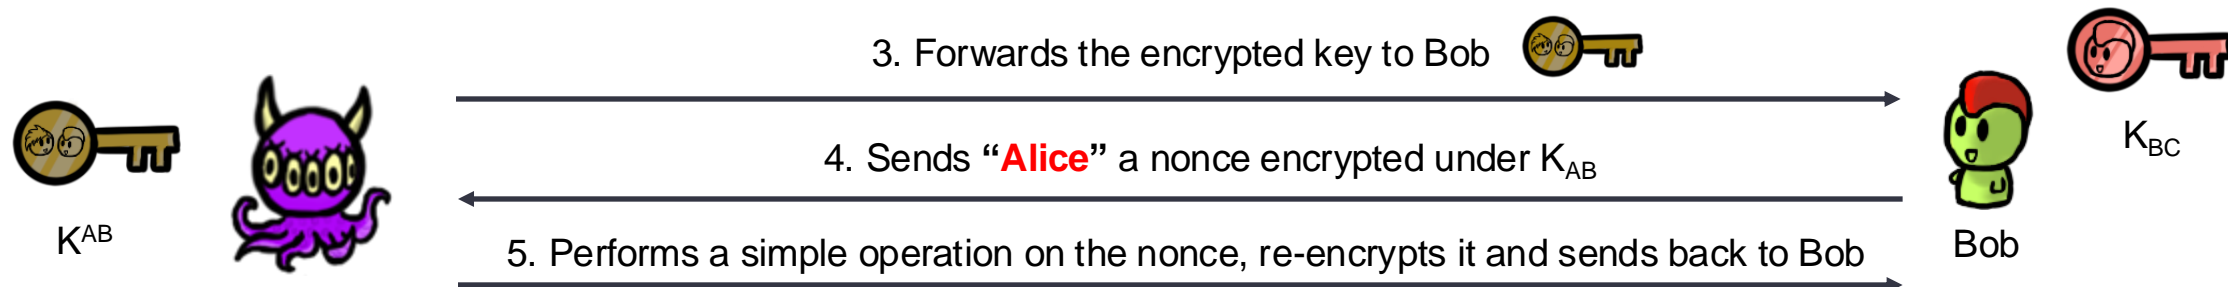 3. Forwards the encrypted key to Bob
4. Sends “Alice” a nonce encrypted under K_AB
K_BC
K^AB
5. Performs a simple operation on the nonce, re-encrypts it and sends back to Bob
Bob